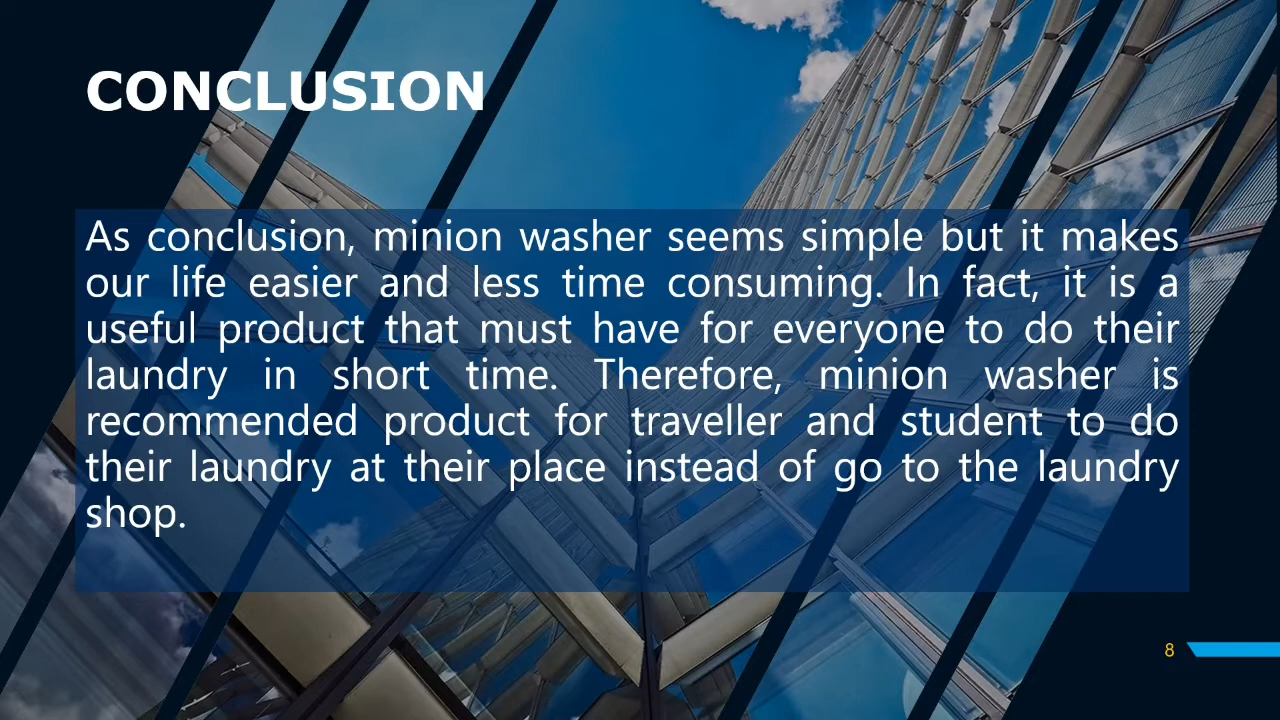 CONCLUSION
As conclusion, minion washer seems simple but it makes
our life easier and less time consuming. In fact, it is a
useful product that must have for everyone to do their
laundry in short time. Therefore, minion washer is
recommended product for traveller and student to do
their laundry at their place instead of go to the laundry
shop.
8